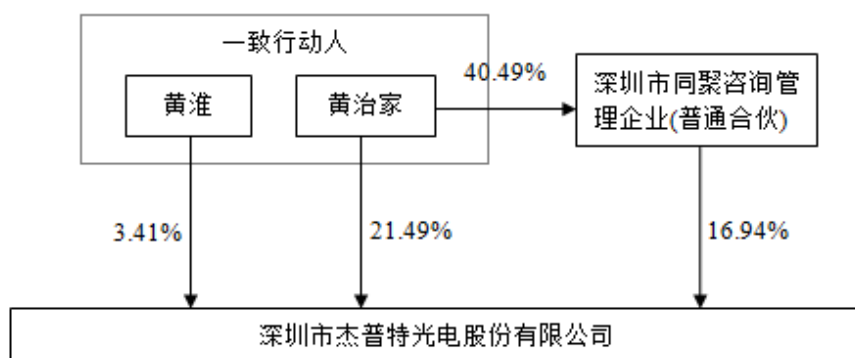 一致行动人
黄淮
黄治家
40.49%
深圳市同聚咨询管
理企业(普通合伙)
3.41%
21.49%
16.94%
深圳市杰普特光电股份有限公司